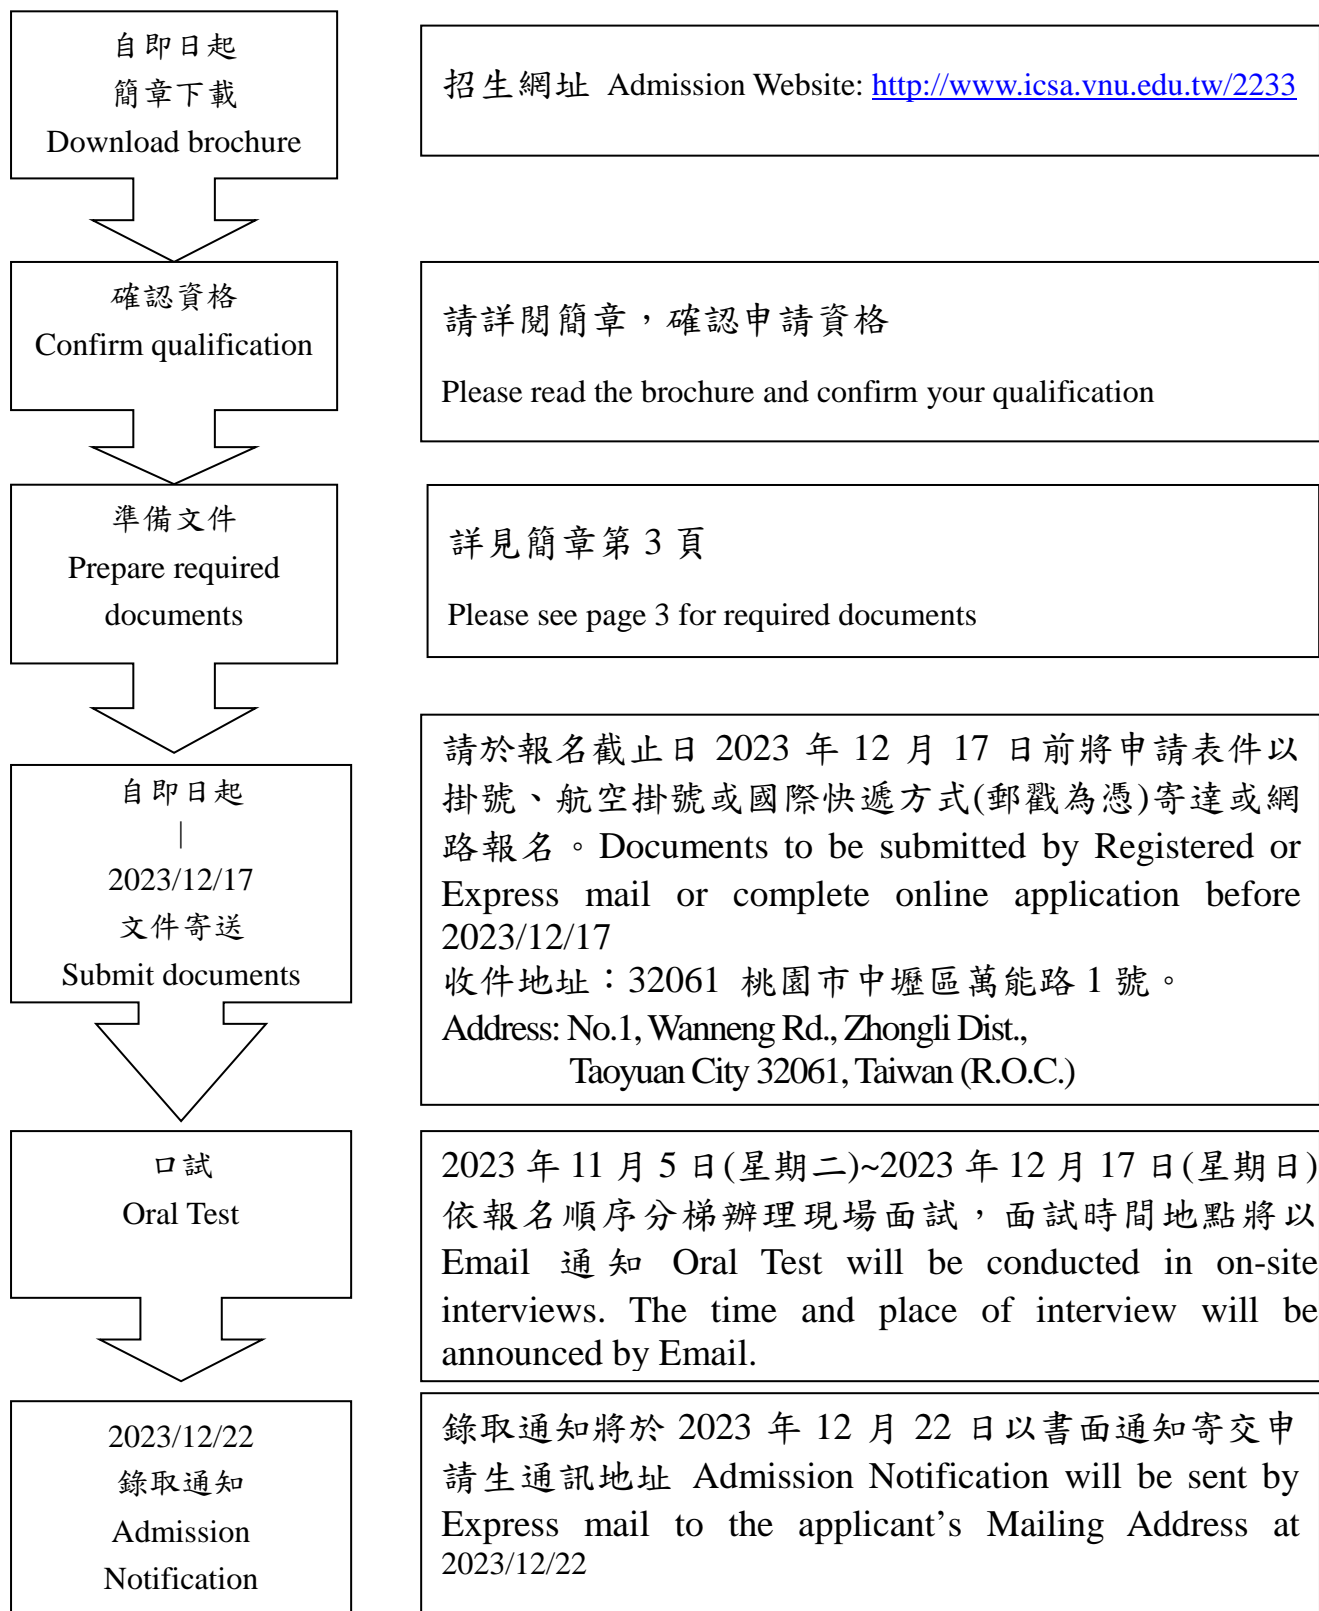 自即日起
簡章下載
Download brochure
招生網址 Admission Website: http://www.icsa.vnu.edu.tw/2233
確認資格
Confirm qualification
請詳閱簡章，確認申請資格
Please read the brochure and confirm your qualification
準備文件
Prepare required
documents
詳見簡章第 3 頁
Please see page 3 for required documents
自即日起
|
2023/12/17
文件寄送
Submit documents
請於報名截止日 2023 年 12 月 17 日前將申請表件以
掛號、航空掛號或國際快遞方式(郵戳為憑)寄達或網
路報名。Documents to be submitted by Registered or
Express mail or complete online application before
2023/12/17
收件地址：32061 桃園市中壢區萬能路 1 號。
Address: No.1, Wanneng Rd., Zhongli Dist.,
Taoyuan City 32061, Taiwan (R.O.C.)
口試
Oral Test
2023 年 11 月 5 日(星期二)~2023 年 12 月 17 日(星期日)
依報名順序分梯辦理現場面試，面試時間地點將以
Email 通知 Oral Test will be conducted in on-site
interviews. The time and place of interview will be
announced by Email.
2023/12/22
錄取通知
Admission
Notification
錄取通知將於 2023 年 12 月 22 日以書面通知寄交申
請生通訊地址 Admission Notification will be sent by
Express mail to the applicant’s Mailing Address at
2023/12/22